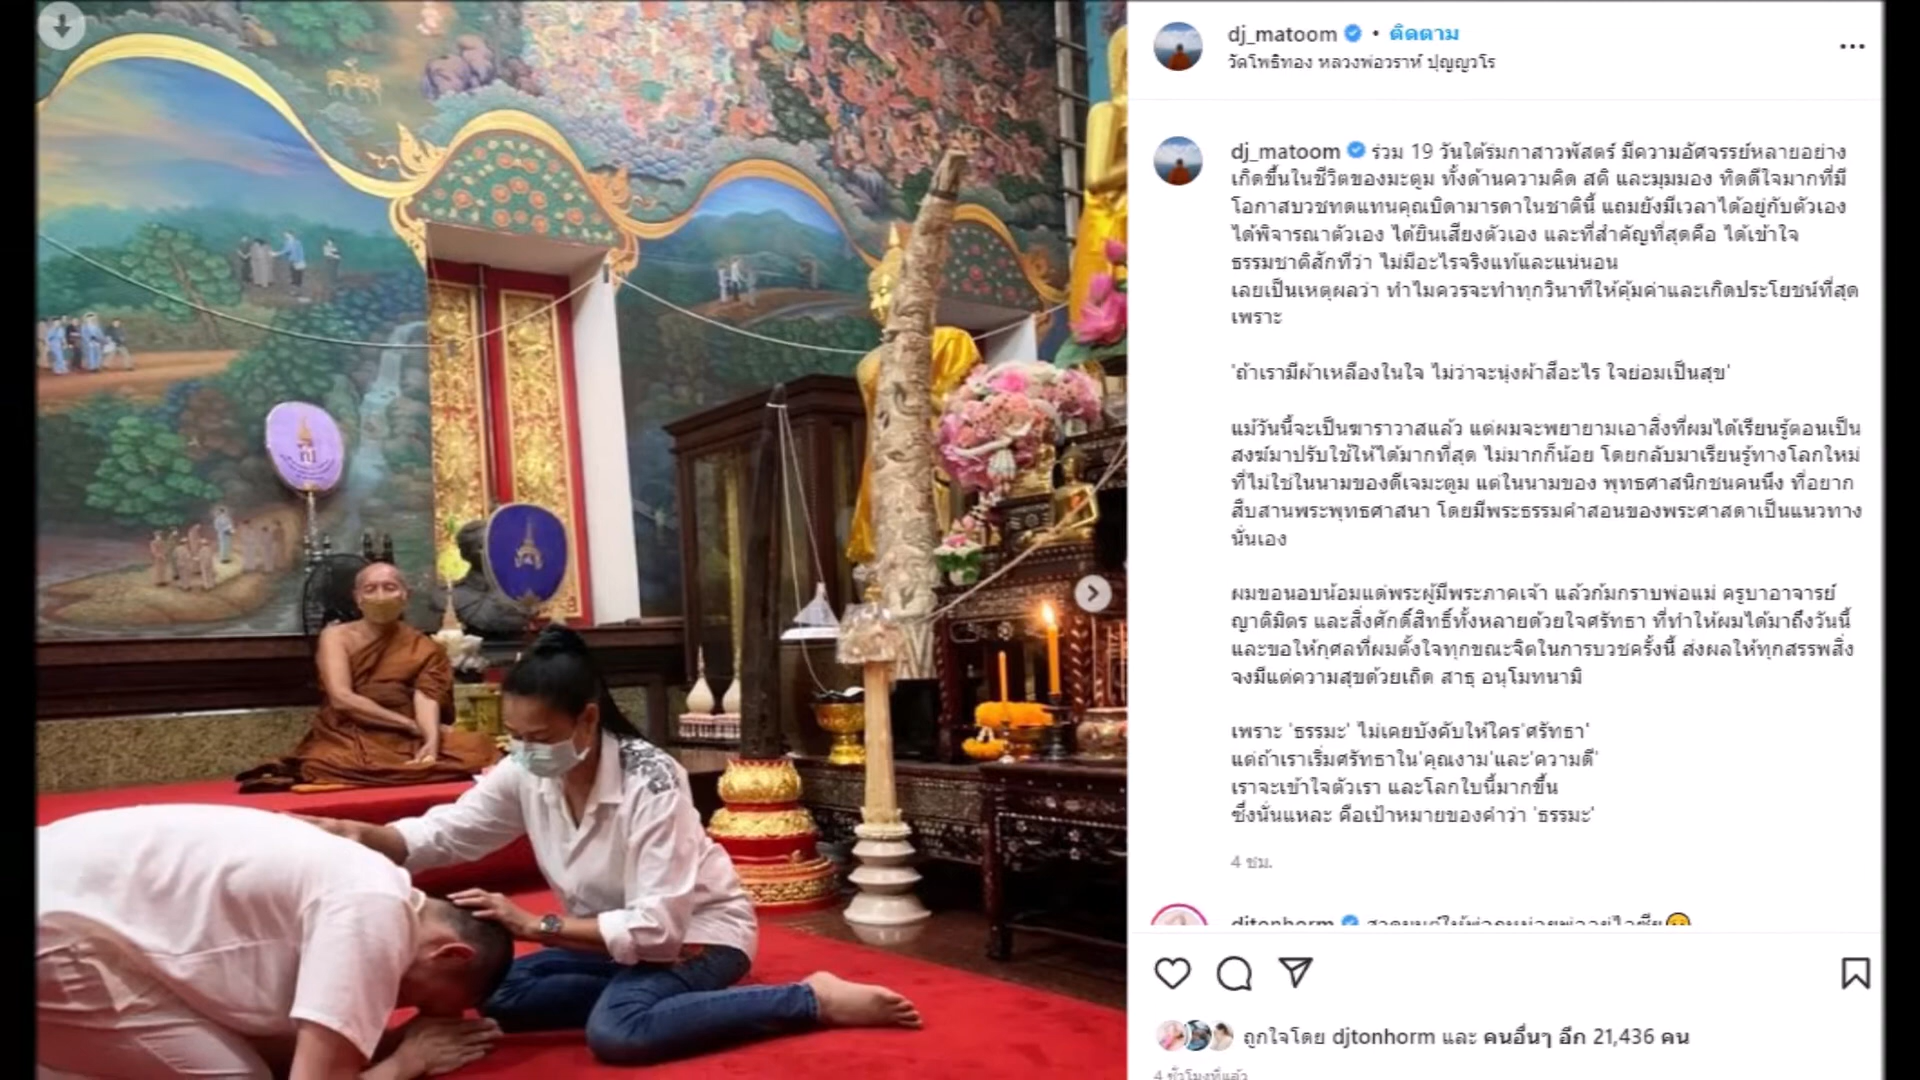 dj_matoom • ติดตาม
วัดโพธิทอง หลวงพ่อวราห์ ปุญญวโร
dj_matoom ร่วม 19 วันใต้ร่มกาสาวพัสตร์ มีความอัศจรรย์หลายอย่าง
เกิดขึ้นในชีวิตของมะตูม ทั้งด้านความคิด สติ และมุมมอง ทิดดีใจมากที่มี
โอกาสบวชทดแทนคุณบิดามารดาในชาตินี้ แถมยังมีเวลาได้อยู่กับตัวเอง
ได้พิจารณาตัวเอง ได้ยินเสียงตัวเอง และที่สำคัญที่สุดคือ ได้เข้าใจ
ธรรมชาติสักทีว่า ไม่มีอะไรจริงแท้และแน่นอน
เลยเป็นเหตุผลว่า ทำไมควรจะทำทุกวินาทีให้คุ้มค่าและเกิดประโยชน์ที่สุด
เพราะ
'ถ้าเรามีผ้าเหลืองในใจ ไม่ว่าจะนุ่งผ้าสีอะไร ใจย่อมเป็นสุข'
แม้วันนี้จะเป็นฆาราวาสแล้ว แต่ผมจะพยายามเอาสิ่งที่ผมได้เรียนรู้ตอนเป็น
สงฆ์มาปรับใช้ให้ได้มากที่สุด ไม่มากก็น้อย โดยกลับมาเรียนรู้ทางโลกใหม่
ที่ไม่ใช่ในนามของดีเจมะตูม แต่ในนามของ พุทธศาสนิกชนคนนึง ที่อยาก
สืบสานพระพุทธศาสนา โดยมีพระธรรมคำสอนของพระศาสดาเป็นแนวทาง
นั่นเอง
ผมขอนอบน้อมแด่พระผู้มีพระภาคเจ้า แล้วก้มกราบพ่อแม่ ครูบาอาจารย์
ญาติมิตร และสิ่งศักดิ์สิทธิ์ทั้งหลายด้วยใจศรัทธา ที่ทำให้ผมได้มาถึงวันนี้
และขอให้กุศลที่ผมตั้งใจทุกขณะจิตในการบวชครั้งนี้ ส่งผลให้ทุกสรรพสิ่ง
จงมีแต่ความสุขด้วยเถิด สาธุ อนุโมทนามิ
เพราะ 'ธรรมะ' ไม่เคยบังคับให้ใคร'ศรัทธา'
แต่ถ้าเราเริ่มศรัทธาใน'คุณงาม'และ'ความดี'
เราจะเข้าใจตัวเรา และโลกใบนี้มากขึ้น
ซึ่งนั่นแหละ คือเป้าหมายของคำว่า 'ธรรมะ'
4 ชม.
djtonhorm
ถูกใจโดย djtonhorm และ คนอื่นๆ อีก 21,436 คน
4 ชั่วโมงที่แล้ว